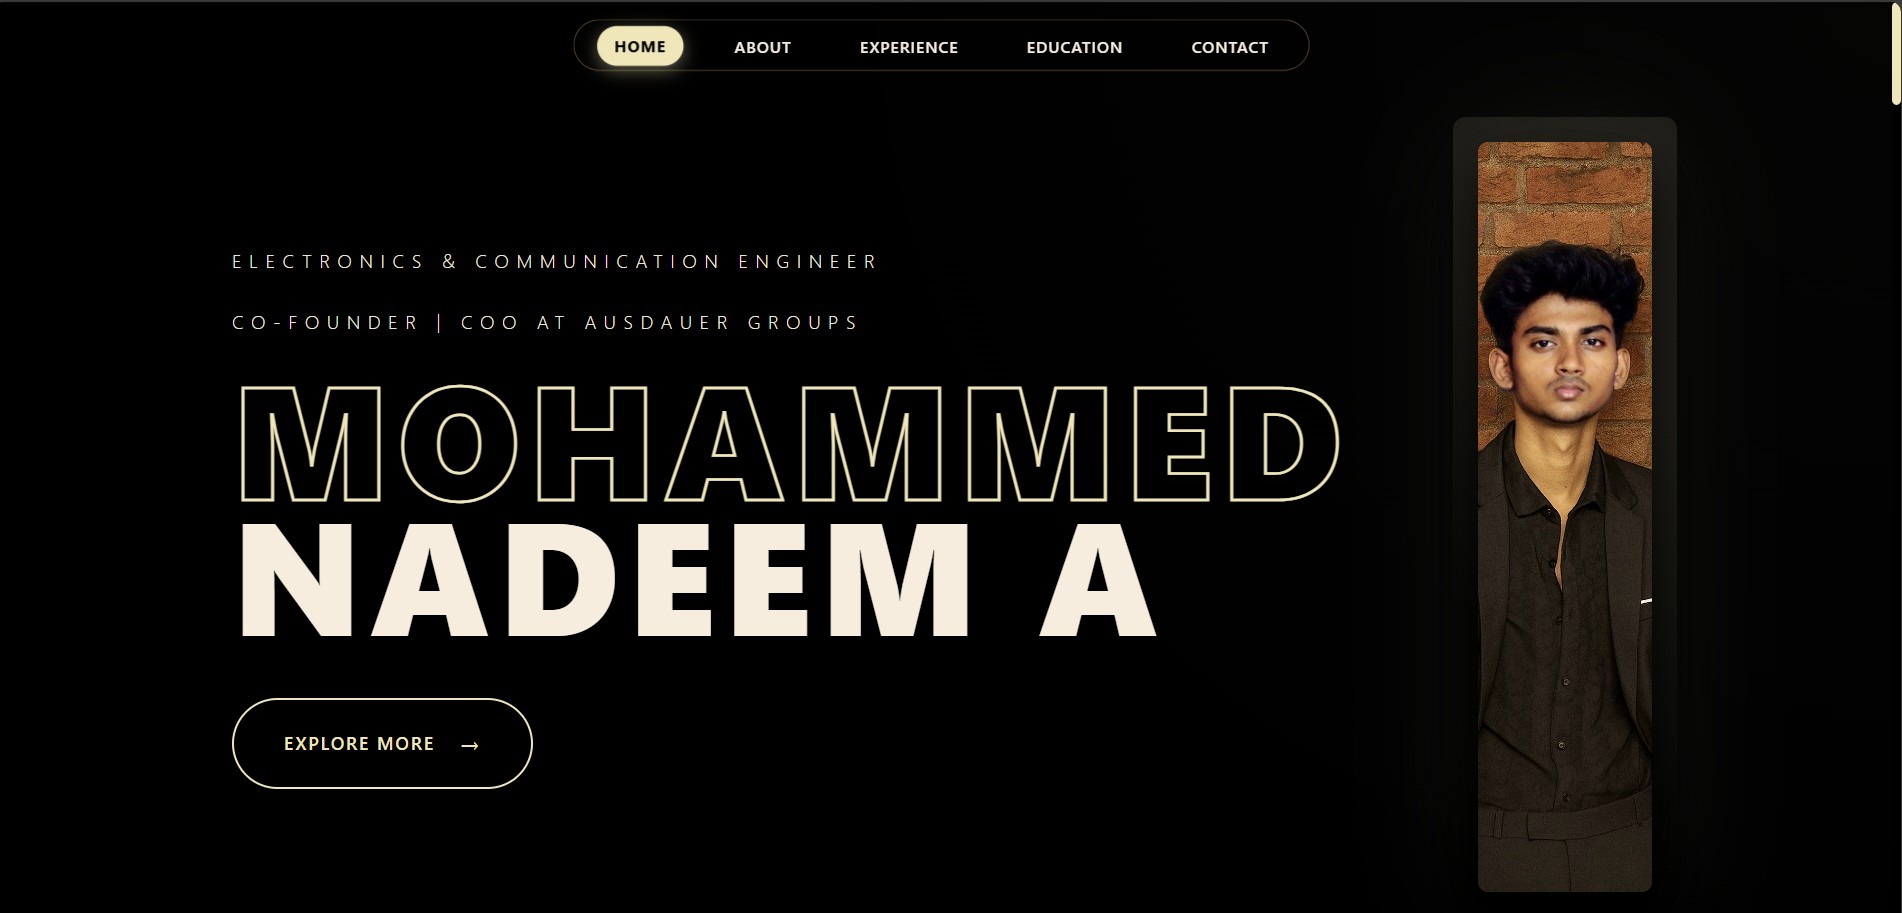 HOME ABOUT EXPERIENCE EDUCATION CONTACT
ELECTRONICS & COMMUNICATION ENGINEER
CO-FOUNDER | COO AT AUSDAUER GROUPS
MOHAMMED
NADEEM A
EXPLORE MORE →